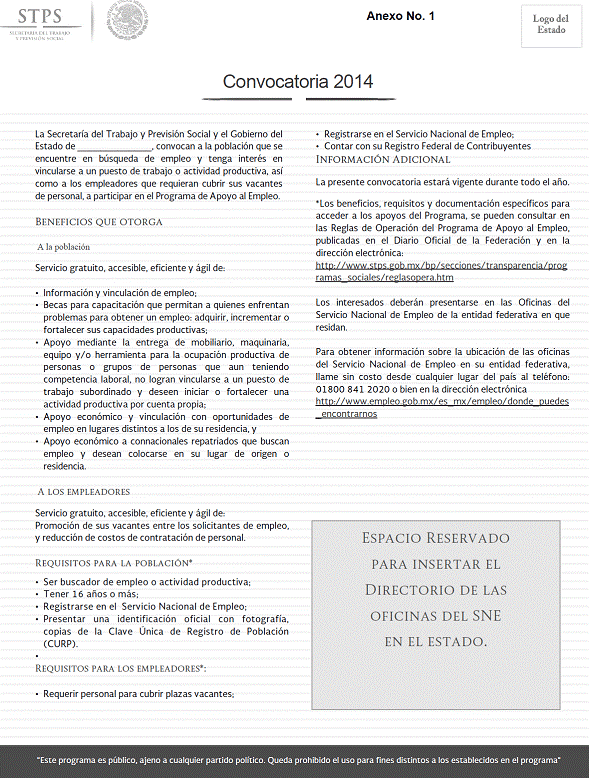 STPS
SECRETARÍA DEL TRABAJO
Y PREVISIÓN SOCIAL
Anexo No. 1
Logo del
Estado
Convocatoria 2014
La Secretaría del Trabajo y Previsión Social y el Gobierno del
Estado de _______________, convocan a la población que se
encuentre en búsqueda de empleo y tenga interés en
vincularse a un puesto de trabajo o actividad productiva, así
como a los empleadores que requieran cubrir sus vacantes
de personal, a participar en el Programa de Apoyo al Empleo.
BENEFICIOS QUE OTORGA
A la población
Servicio gratuito, accesible, eficiente y ágil de:
• Información y vinculación de empleo;
• Becas para capacitación que permitan a quienes enfrentan
problemas para obtener un empleo: adquirir, incrementar o
fortalecer sus capacidades productivas;
• Apoyo mediante la entrega de mobiliario, maquinaria,
equipo y/o herramienta para la ocupación productiva de
personas o grupos de personas que aun teniendo
competencia laboral, no logran vincularse a un puesto de
trabajo subordinado y deseen iniciar o fortalecer una
actividad productiva por cuenta propia;
• Apoyo económico y vinculación con oportunidades de
empleo en lugares distintos a los de su residencia, y
• Apoyo económico a connacionales repatriados que buscan
empleo y desean colocarse en su lugar de origen o
residencia.
A LOS EMPLEADORES
Servicio gratuito, accesible, eficiente y ágil de:
Promoción de sus vacantes entre los solicitantes de empleo,
y reducción de costos de contratación de personal.
REQUISITOS PARA LA POBLACIÓN*
• Ser buscador de empleo o actividad productiva;
• Tener 16 años o más;
• Registrarse en el Servicio Nacional de Empleo;
• Presentar una identificación oficial con fotografía,
copias de la Clave Única de Registro de Población
(CURP).
•
REQUISITOS PARA LOS EMPLEADORES*:
• Requerir personal para cubrir plazas vacantes;
• Registrarse en el Servicio Nacional de Empleo;
• Contar con su Registro Federal de Contribuyentes
INFORMACIÓN ADICIONAL
La presente convocatoria estará vigente durante todo el año.
*Los beneficios, requisitos y documentación específicos para
acceder a los apoyos del Programa, se pueden consultar en
las Reglas de Operación del Programa de Apoyo al Empleo,
publicadas en el Diario Oficial de la Federación y en la
dirección electrónica:
http://www.stps.gob.mx/bp/secciones/transparencia/prog
ramas_sociales/reglasopera.htm
Los interesados deberán presentarse en las Oficinas del
Servicio Nacional de Empleo de la entidad federativa en que
residan.
Para obtener información sobre la ubicación de las oficinas
del Servicio Nacional de Empleo en su entidad federativa,
llame sin costo desde cualquier lugar del país al teléfono:
01800 841 2020 o bien en la dirección electrónica
http://www.empleo.gob.mx/es_mx/empleo/donde_puedes
_encontrarnos
ESPACIO RESERVADO
PARA INSERTAR EL
DIRECTORIO DE LAS
OFICINAS DEL SNE
EN EL ESTADO.
"Este programa es público, ajeno a cualquier partido político. Queda prohibido el uso para fines distintos a los establecidos en el programa"